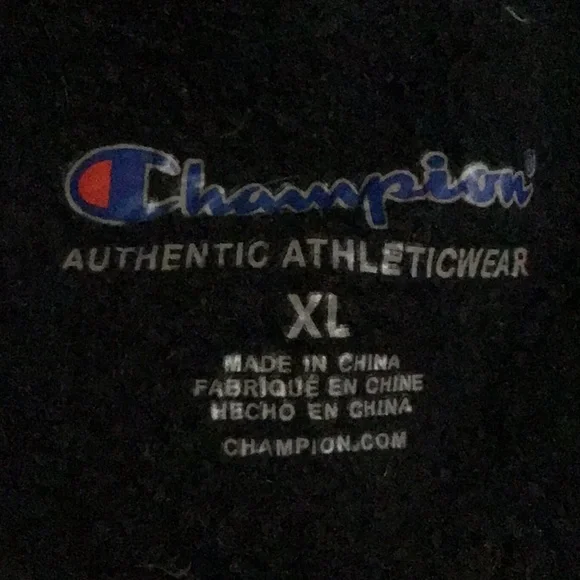 Champion
AUTHENTIC ATHLETICWEAR
XL
MADE IN CHINA
FABRIQUÉ EN CHINE
HECHO EN CHINA
CHAMPION.COM